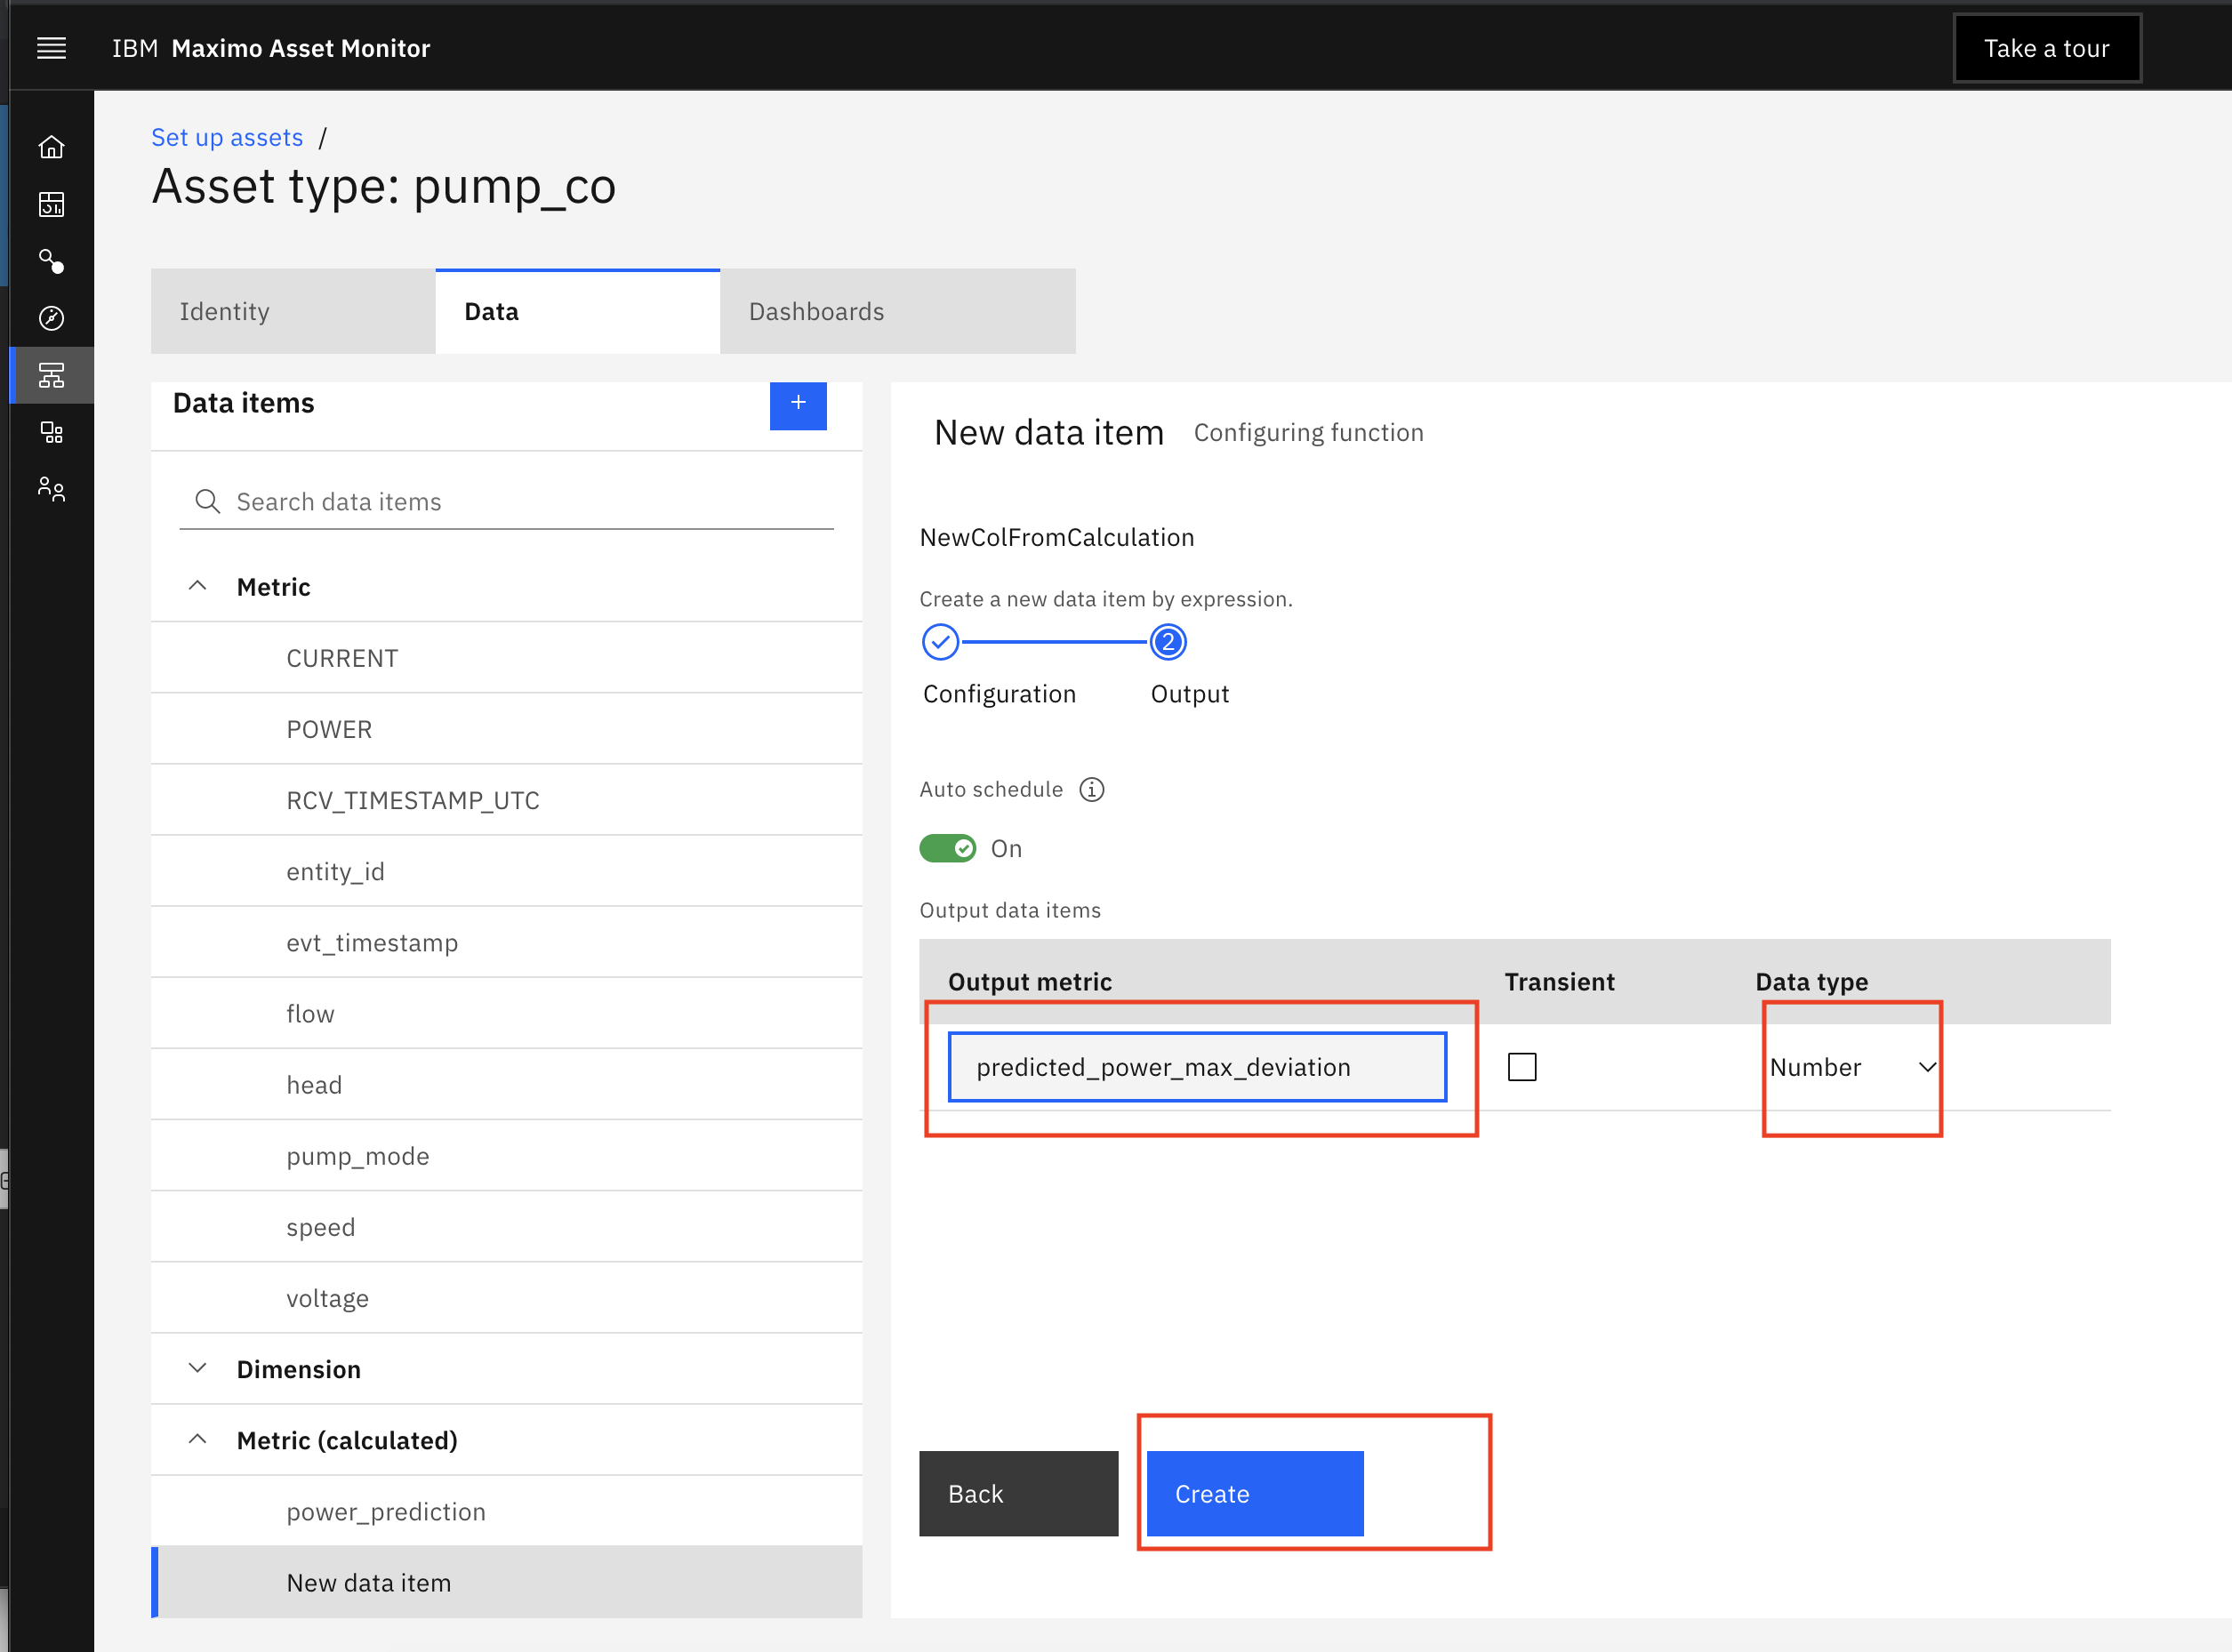 IBM Maximo Asset Monitor
Take a tour
Set up assets /
Asset type: pump_co
Identity
Data
Dashboards
Data items
+
Search data items
Metric
CURRENT
POWER
RCV_TIMESTAMP_UTC
entity_id
evt_timestamp
flow
head
pump_mode
speed
voltage
Dimension
Metric (calculated)
power_prediction
New data item
New data item Configuring function
NewColFromCalculation
Create a new data item by expression.
2
Configuration Output
Auto schedule
On
Output data items
Output metric Transient Data type
predicted_power_max_deviation Number
Back Create